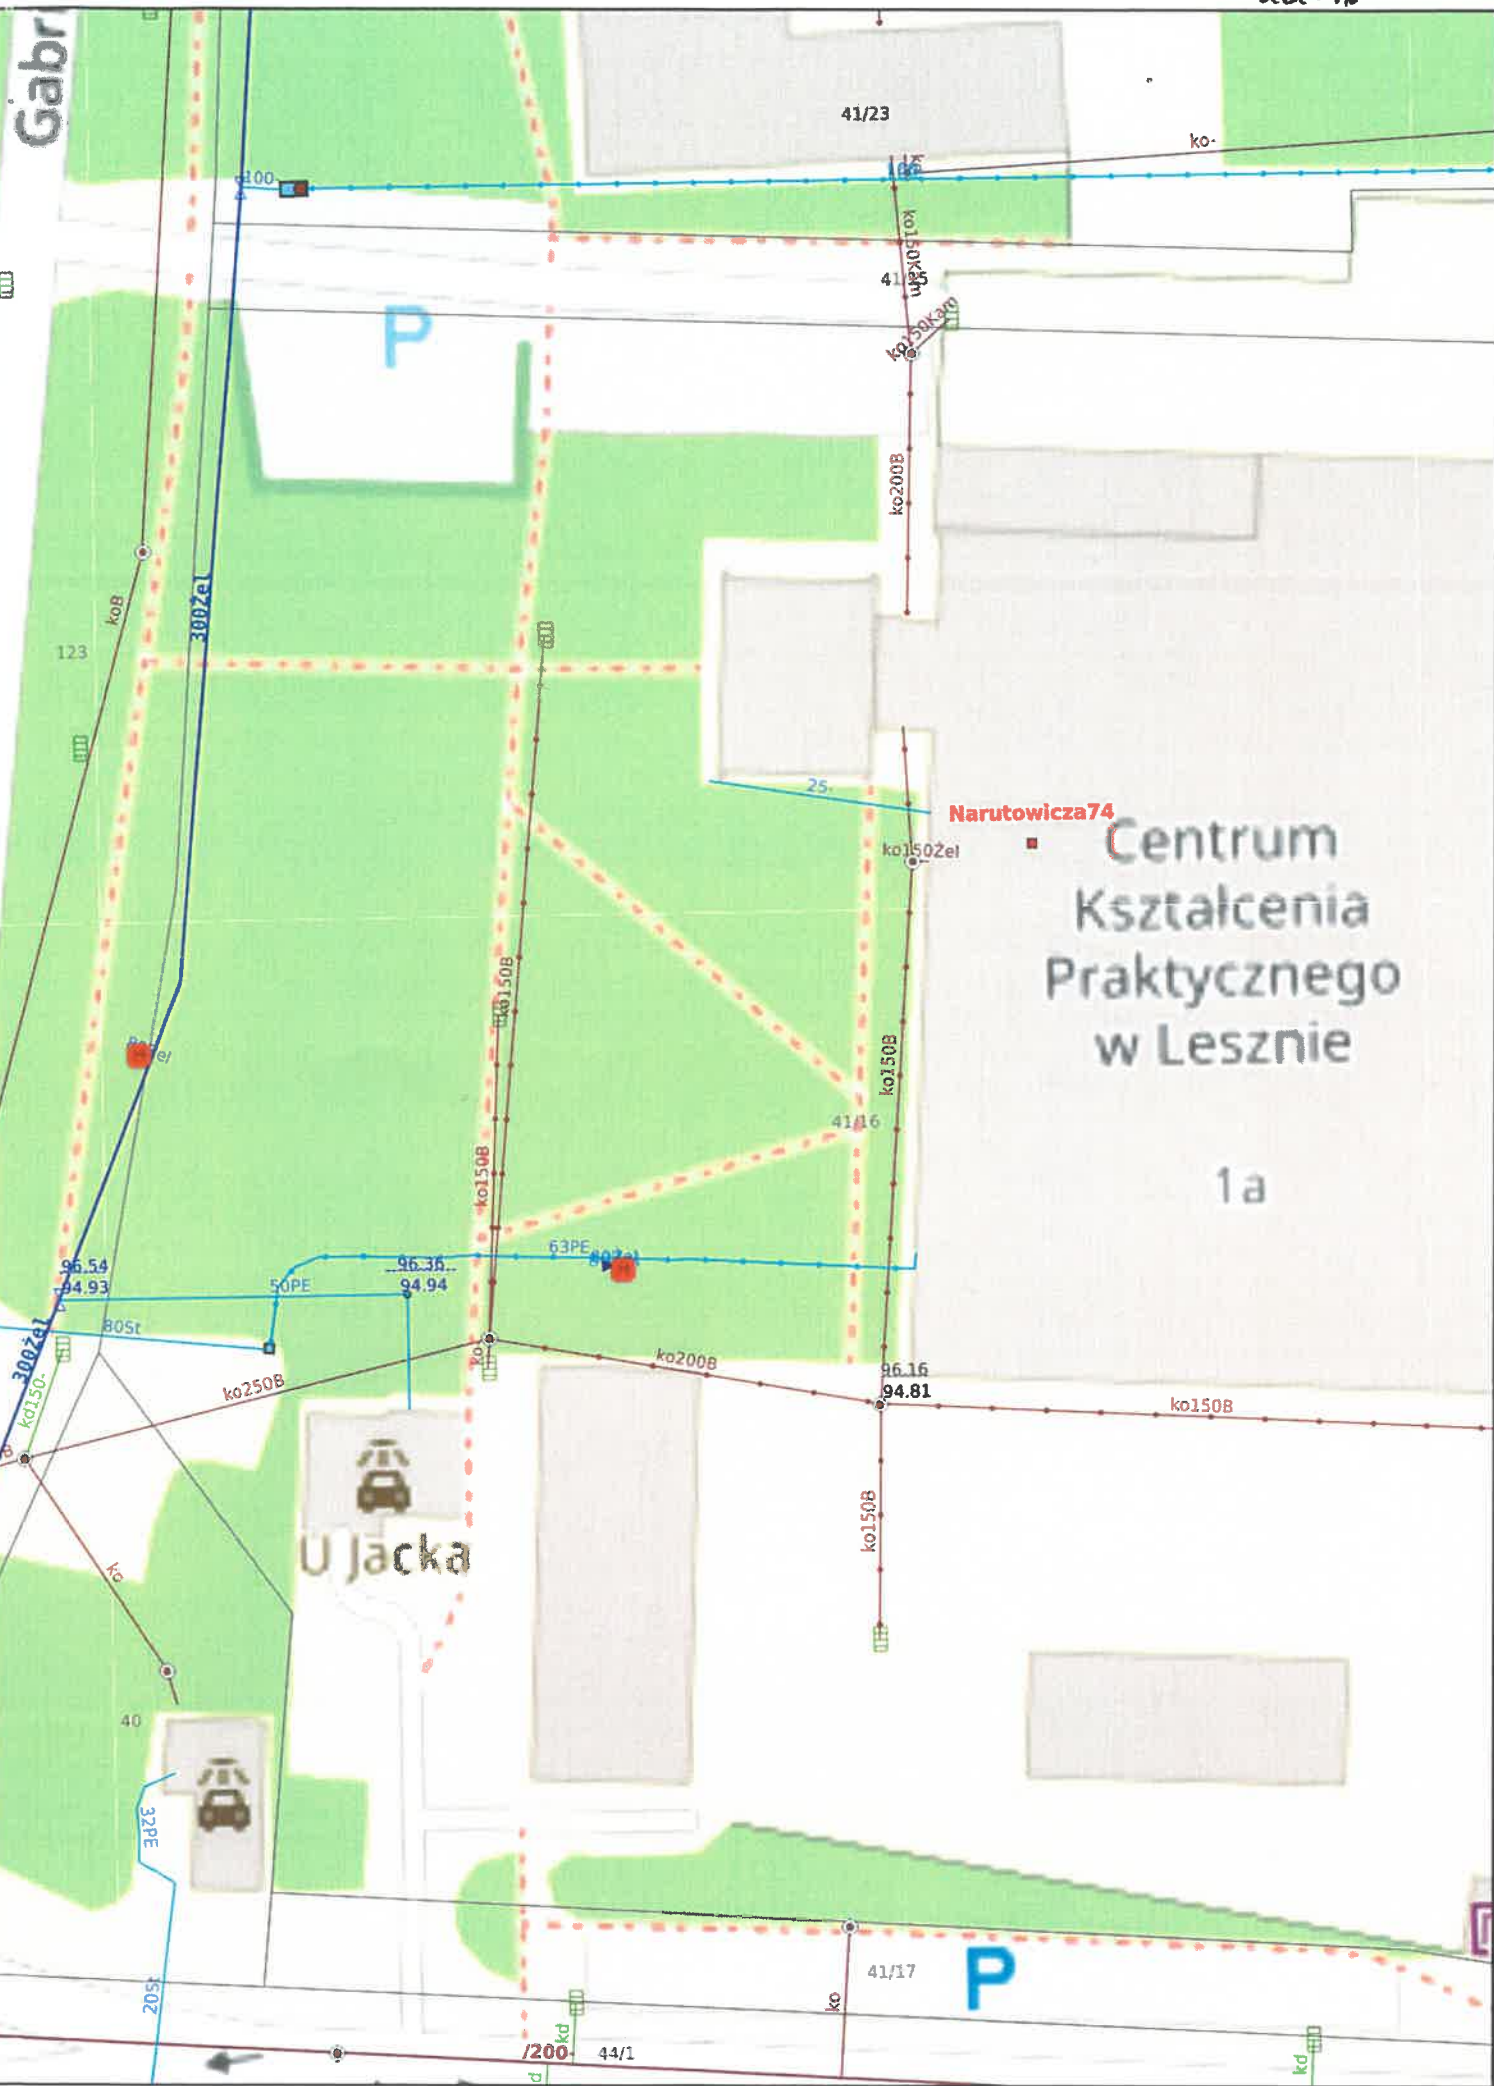 Gabr
41/23
ko-
100
ko150Kam
ko150Kam
P
ko200B
koB
300Żel
123
25-
Narutowicza74
ko150Żel
Centrum
Kształcenia
Praktycznego
w Lesznie
1a
ko150B
ko150B
41/16
ko150B
63PE
96.54
94.93
96.36
94.94
50PE
80St
300Żel
kd150-
ko250B
ko
ko200B
96.16
94.81
ko150B
B
ko150B
U Jacka
ko
40
32PE
20St
41/17
P
ko
kd
/200-
44/1
d
kd